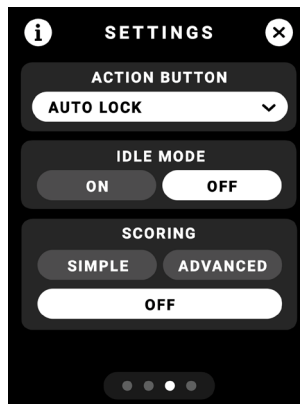 i SETTINGS
ACTION BUTTON
AUTO LOCK
IDLE MODE
ON OFF
SCORING
SIMPLE ADVANCED
OFF